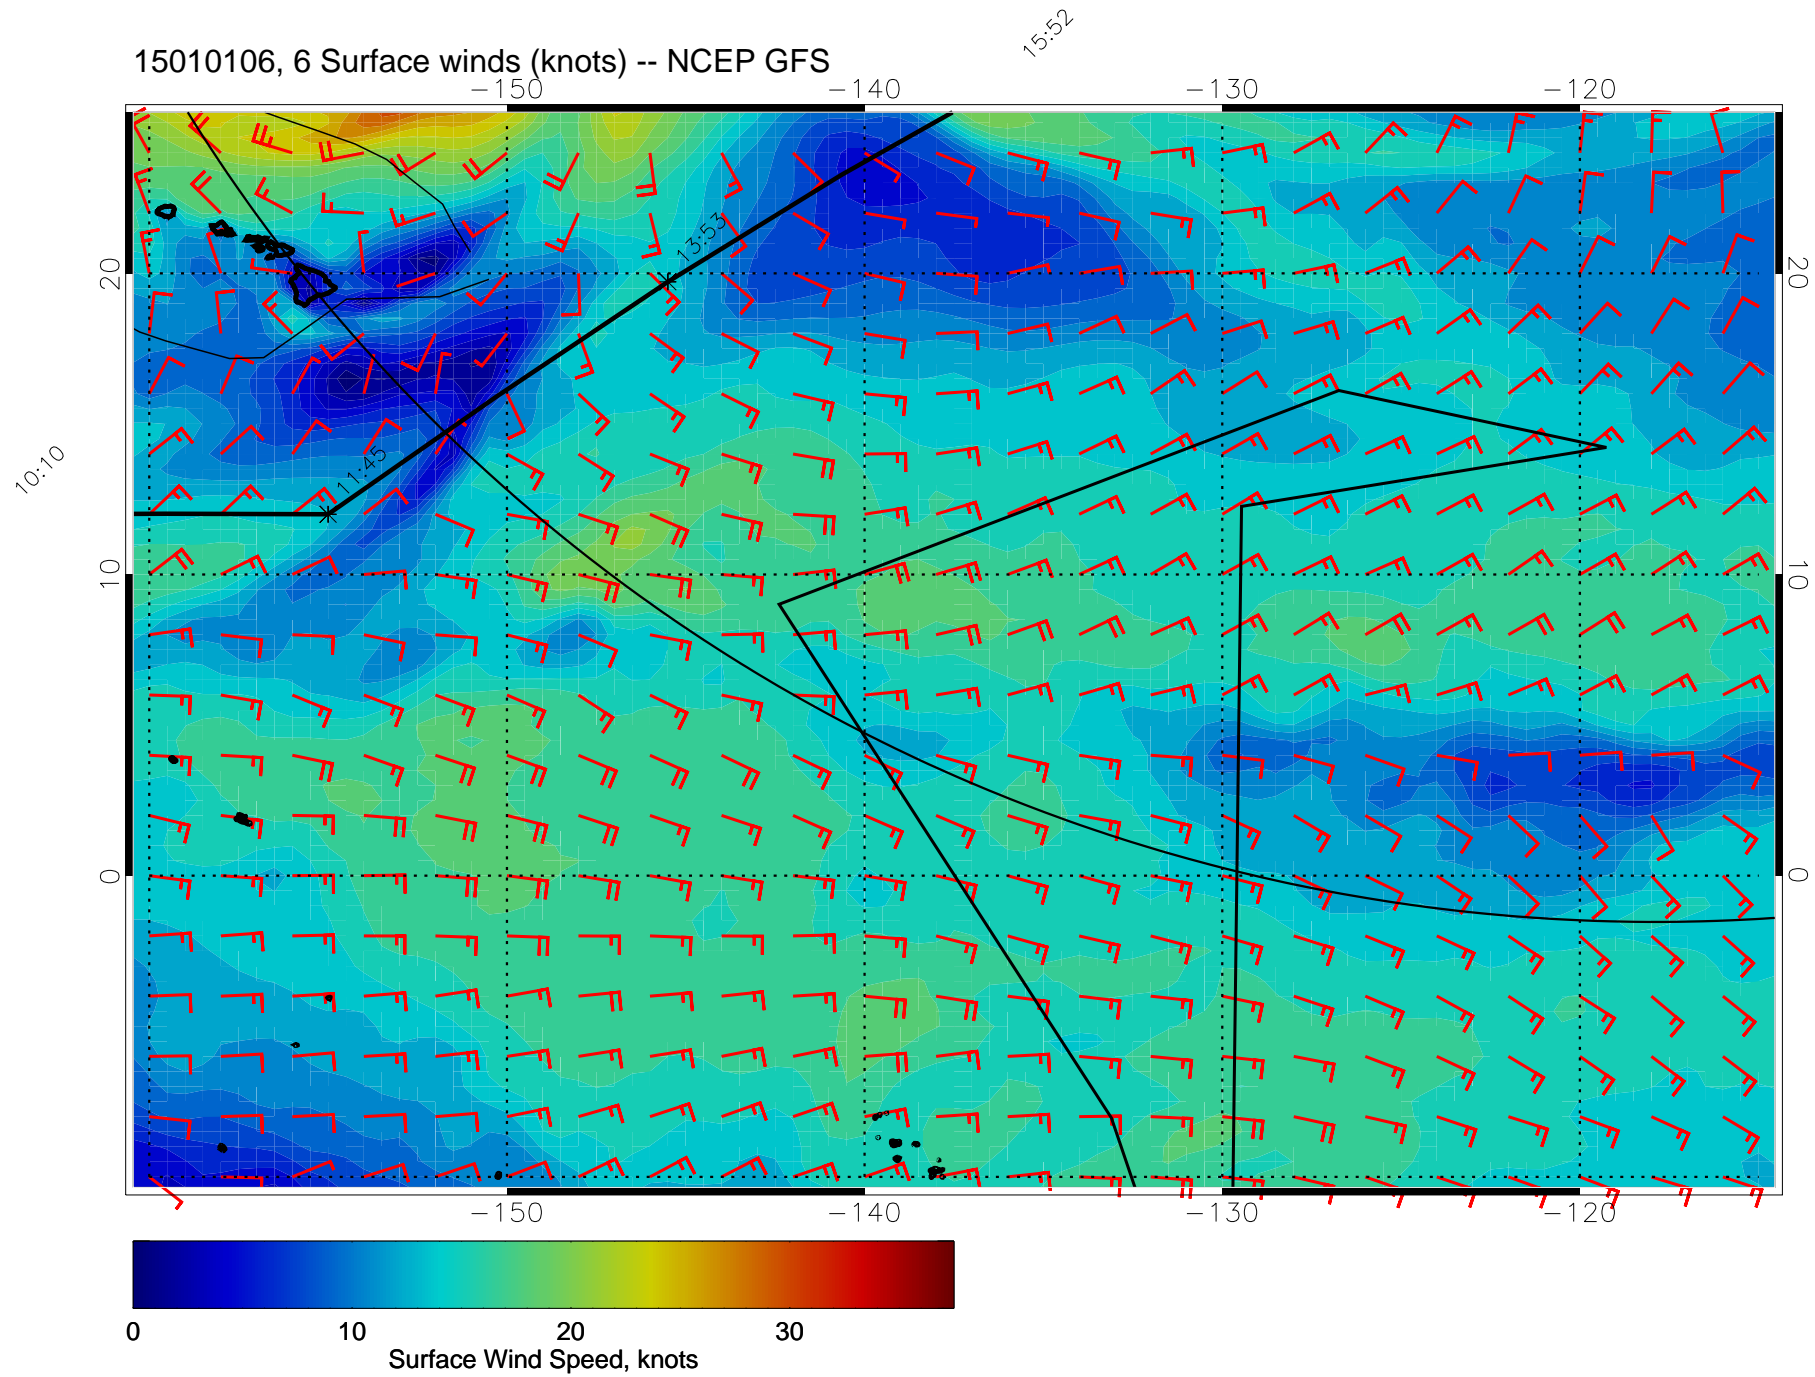 15:52
15010106, 6 Surface winds (knots) -- NCEP GFS
-150 -140 -130 -120
13:53
20 20
10:10
11:45
10 10
0 0
-150 -140 -130 -120
0 10 20 30
Surface Wind Speed, knots